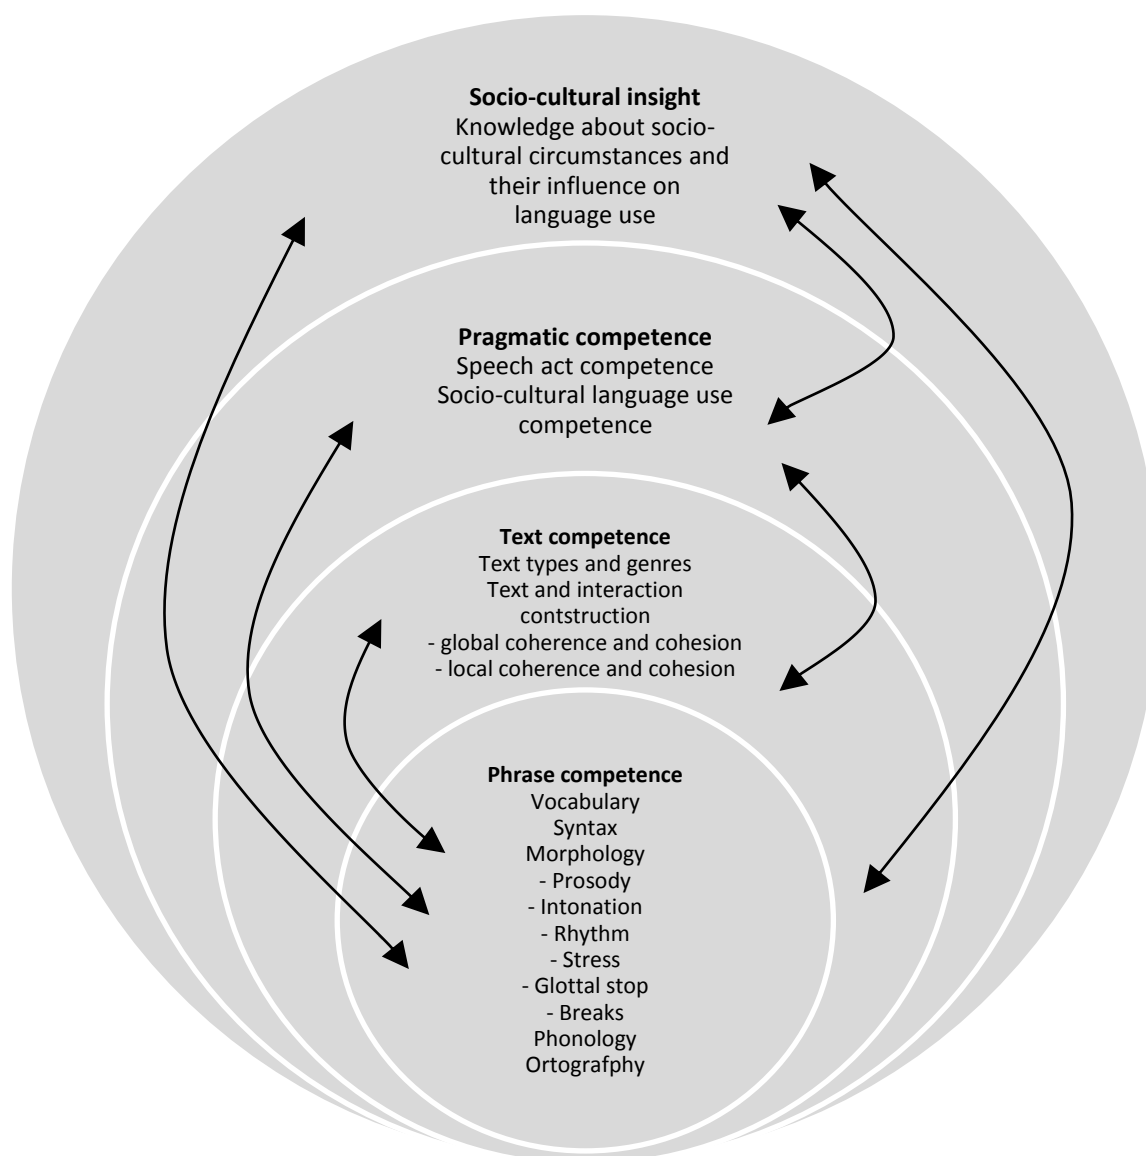 Socio-cultural insight
Knowledge about socio-
cultural circumstances and
their influence on
language use
Pragmatic competence
Speech act competence
Socio-cultural language use
competence
Text competence
Text types and genres
Text and interaction
contstruction
- global coherence and cohesion
- local coherence and cohesion
Phrase competence
Vocabulary
Syntax
Morphology
- Prosody
- Intonation
- Rhythm
- Stress
- Glottal stop
- Breaks
Phonology
Ortografphy